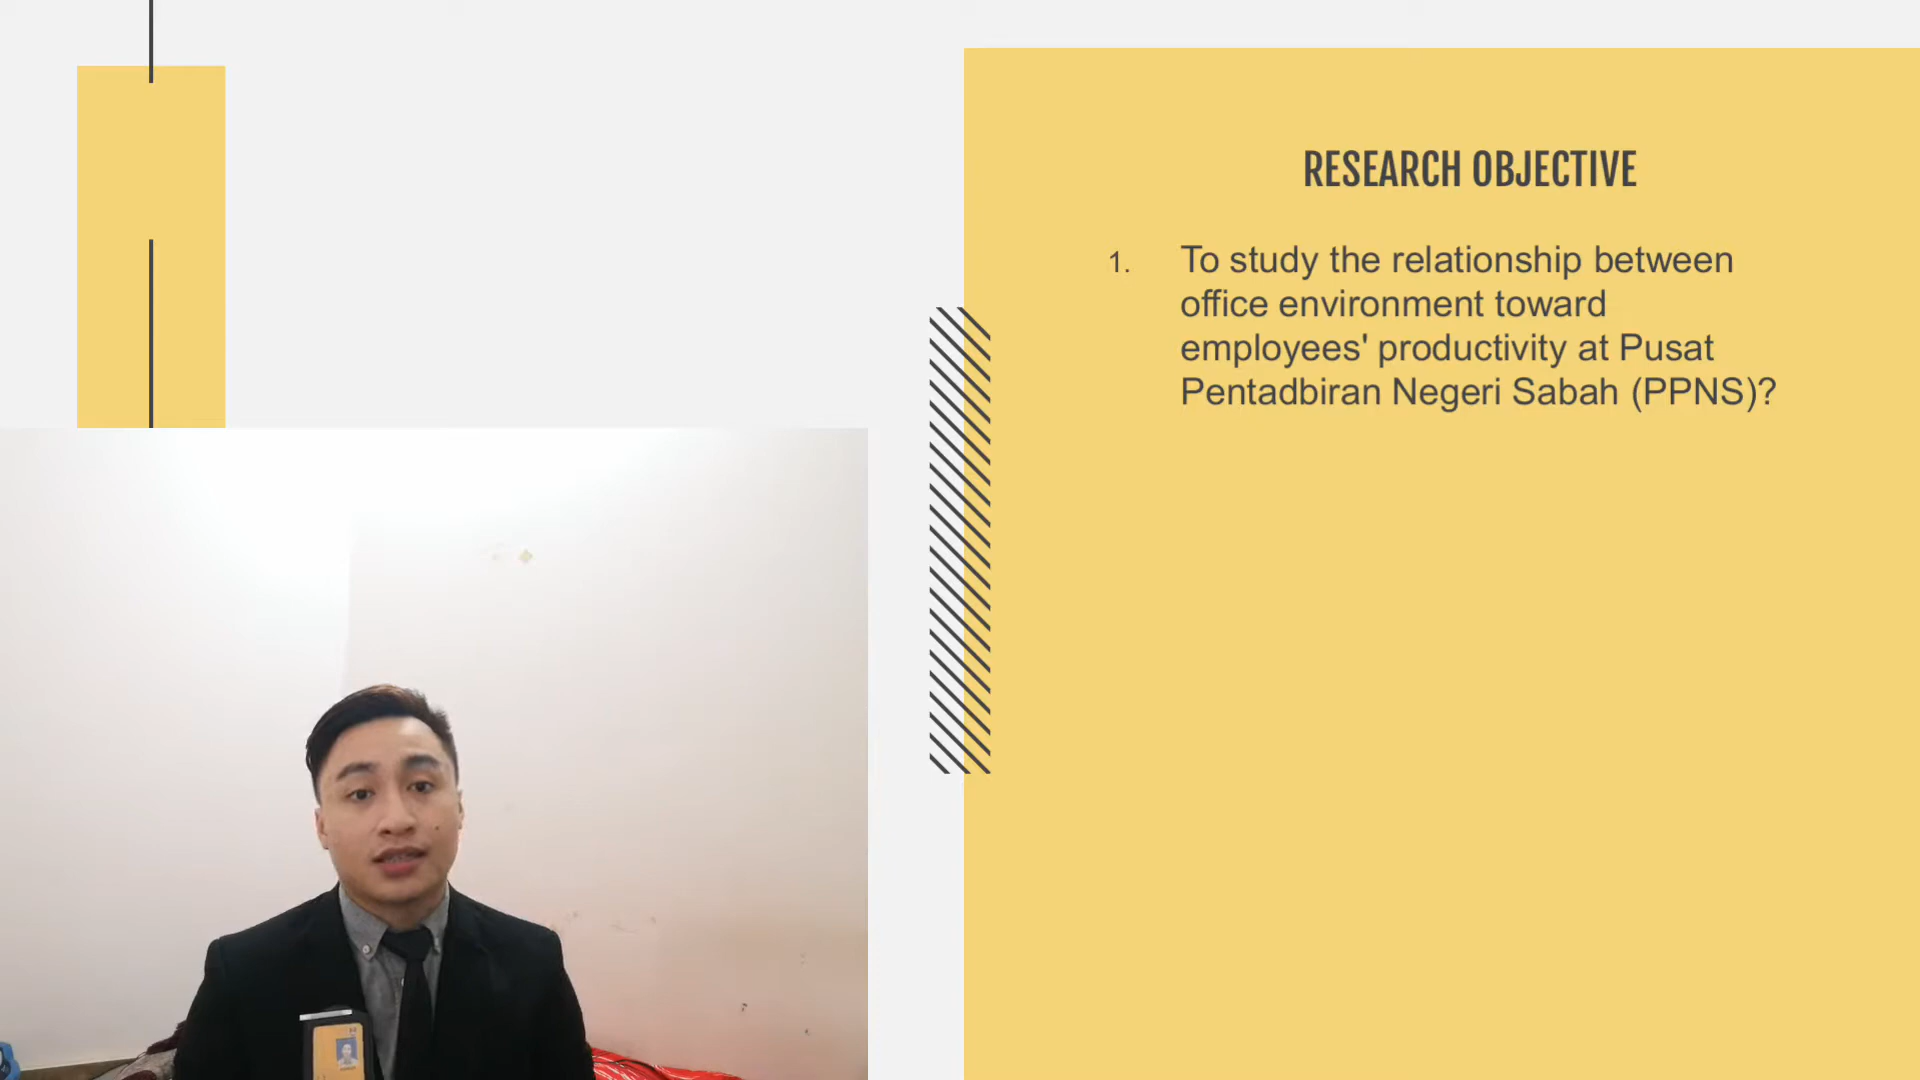 RESEARCH OBJECTIVE
1. To study the relationship between
office environment toward
employees' productivity at Pusat
Pentadbiran Negeri Sabah (PPNS)?